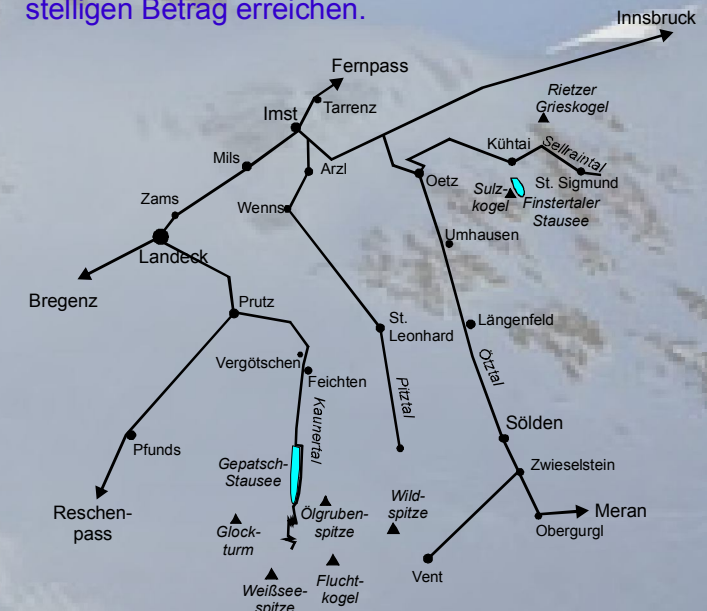 stelligen Betrag erreichen.
Innsbruck
Fernpass
Tarrenz
Rietzer
Grieskogel
Imst
Kühtai
Sellraintal
Mils
Arzl
Oetz
St. Sigmund
Sulz-
kogel
Finstertaler
Stausee
Zams
Wenns
Umhausen
Landeck
Bregenz
Prutz
St.
Leonhard
Längenfeld
Vergötschen
Feichten
Ötztal
Kaunertal
Pitztal
Sölden
Pfunds
Gepatsch-
Stausee
Zwieselstein
Wild-
spitze
Reschen-
pass
Ölgruben-
spitze
Meran
Glock-
turm
Obergurgl
Vent
Flucht-
kogel
Weißsee-
spitze